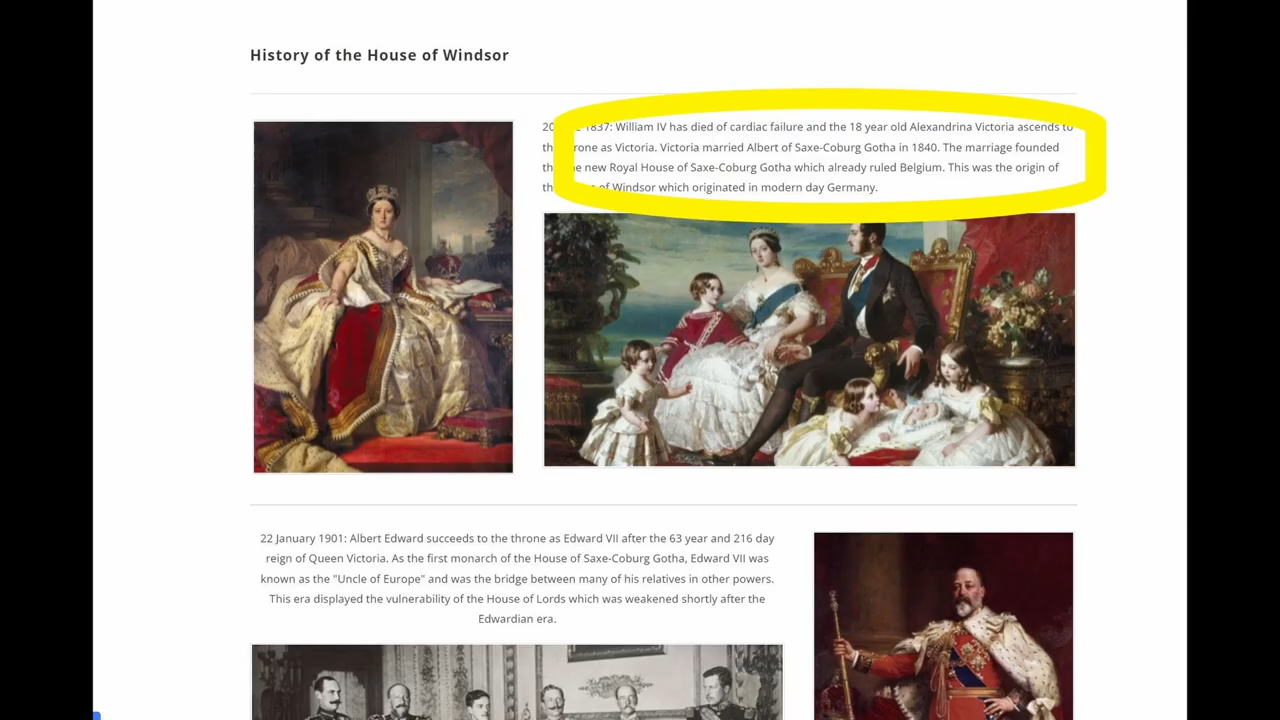 History of the House of Windsor
20 1837: William IV has died of cardiac failure and the 18 year old Alexandrina Victoria ascends to
throne as Victoria. Victoria married Albert of Saxe-Coburg Gotha in 1840. The marriage founded
new Royal House of Saxe-Coburg Gotha which already ruled Belgium. This was the origin of
of Windsor which originated in modern day Germany.
22 January 1901: Albert Edward succeeds to the throne as Edward VII after the 63 year and 216 day
reign of Queen Victoria. As the first monarch of the House of Saxe-Coburg Gotha, Edward VII was
known as the "Uncle of Europe" and was the bridge between many of his relatives in other powers.
This era displayed the vulnerability of the House of Lords which was weakened shortly after the
Edwardian era.